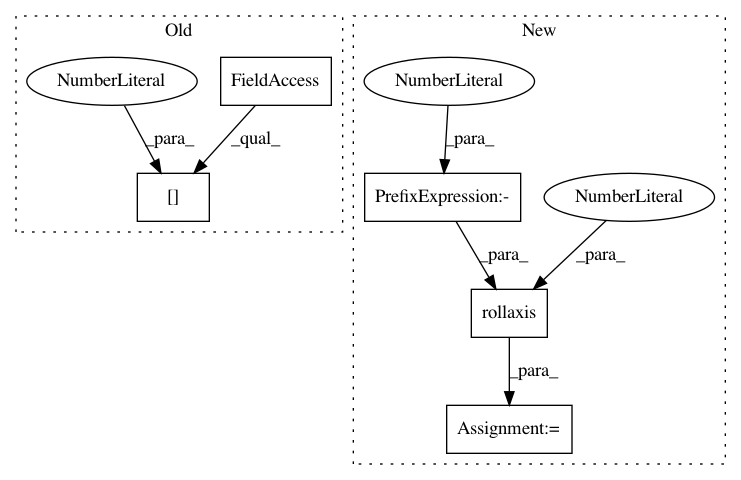 Old
New
NumberLiteral
FieldAccess
NumberLiteral
_para_
_qual_
_para_
[]
PrefixExpression:-
NumberLiteral
_para_
_para_
rollaxis
_para_
Assignment:=